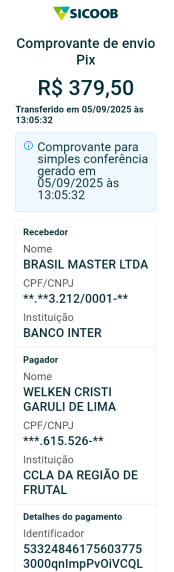 SICOOB
Comprovante de envio
Pix
R$ 379,50
Transferido em 05/09/2025 às
13:05:32
Comprovante para
simples conferência
gerado em
05/09/2025 às
13:05:32
Recebedor
Nome
BRASIL MASTER LTDA
CPF/CNPJ
**.**3.212/0001-**
Instituição
BANCO INTER
Pagador
Nome
WELKEN CRISTI
GARULI DE LIMA
CPF/CNPJ
***.615.526-**
Instituição
CCLA DA REGIÃO DE
FRUTAL
Detalhes do pagamento
Identificador
53324846175603775
3000qnImpPvOiVCQL